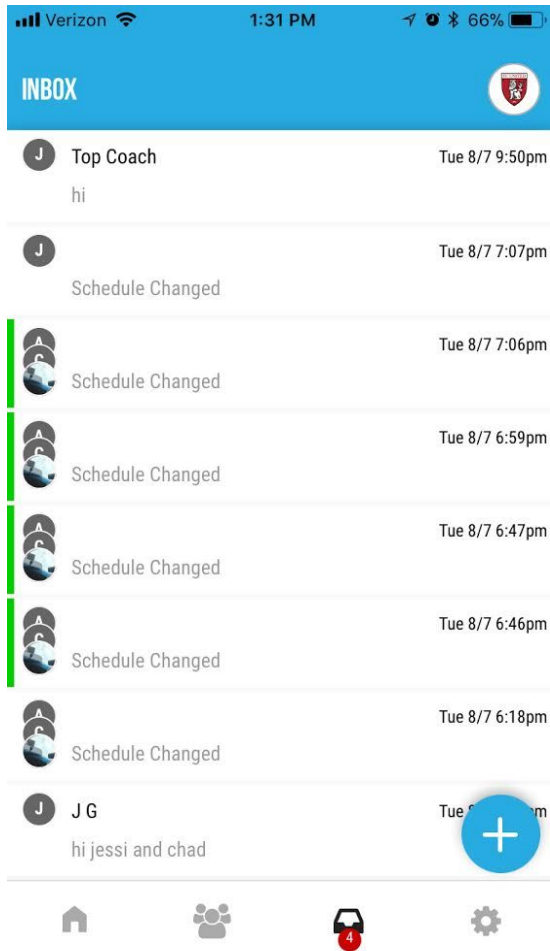 Verizon 1:31 PM 66%
INBOX
J Top Coach Tue 8/7 9:50pm
hi
J Tue 8/7 7:07pm
Schedule Changed
A Tue 8/7 7:06pm
C
Schedule Changed
A Tue 8/7 6:59pm
C
Schedule Changed
A Tue 8/7 6:47pm
C
Schedule Changed
A Tue 8/7 6:46pm
C
Schedule Changed
A Tue 8/7 6:18pm
C
Schedule Changed
J J G Tue
hi jessi and chad
4